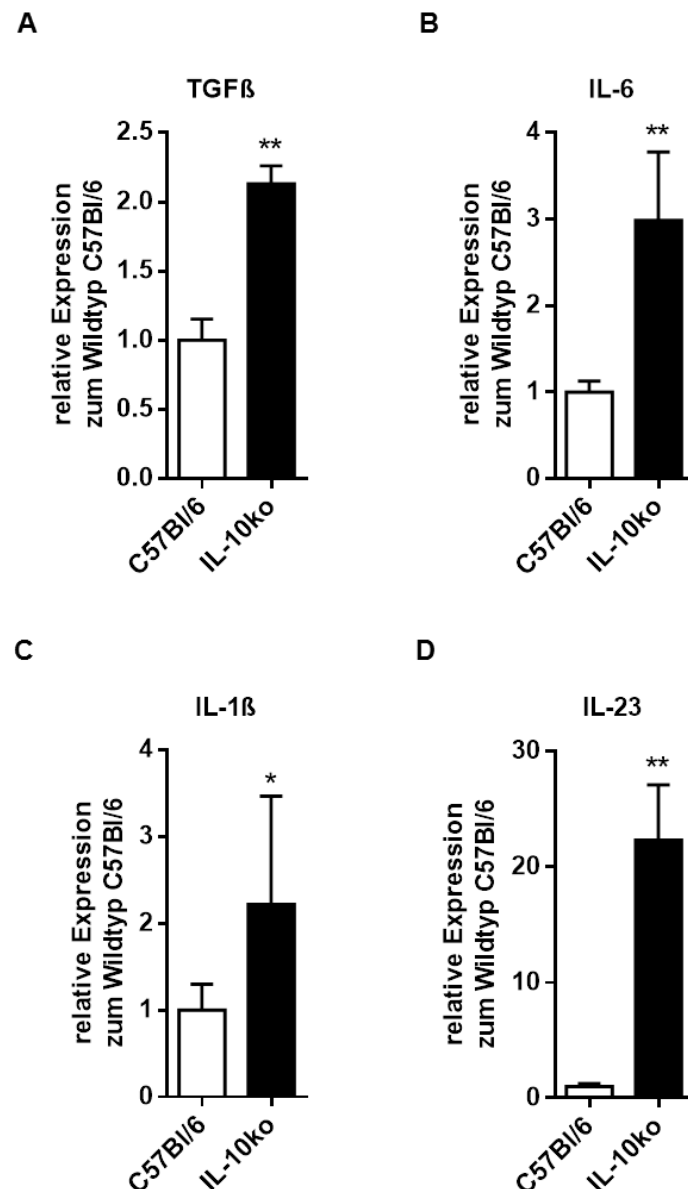 A
TGFß
relative Expression
zum Wildtyp C57Bl/6
2.5
2.0
1.5
1.0
0.5
0.0
**
C57Bl/6
IL-10ko
B
IL-6
relative Expression
zum Wildtyp C57Bl/6
4
3
2
1
0
**
C57Bl/6
IL-10ko
C
IL-1ß
relative Expression
zum Wildtyp C57Bl/6
4
3
2
1
0
*
C57Bl/6
IL-10ko
D
IL-23
relative Expression
zum Wildtyp C57Bl/6
30
20
10
0
**
C57Bl/6
IL-10ko